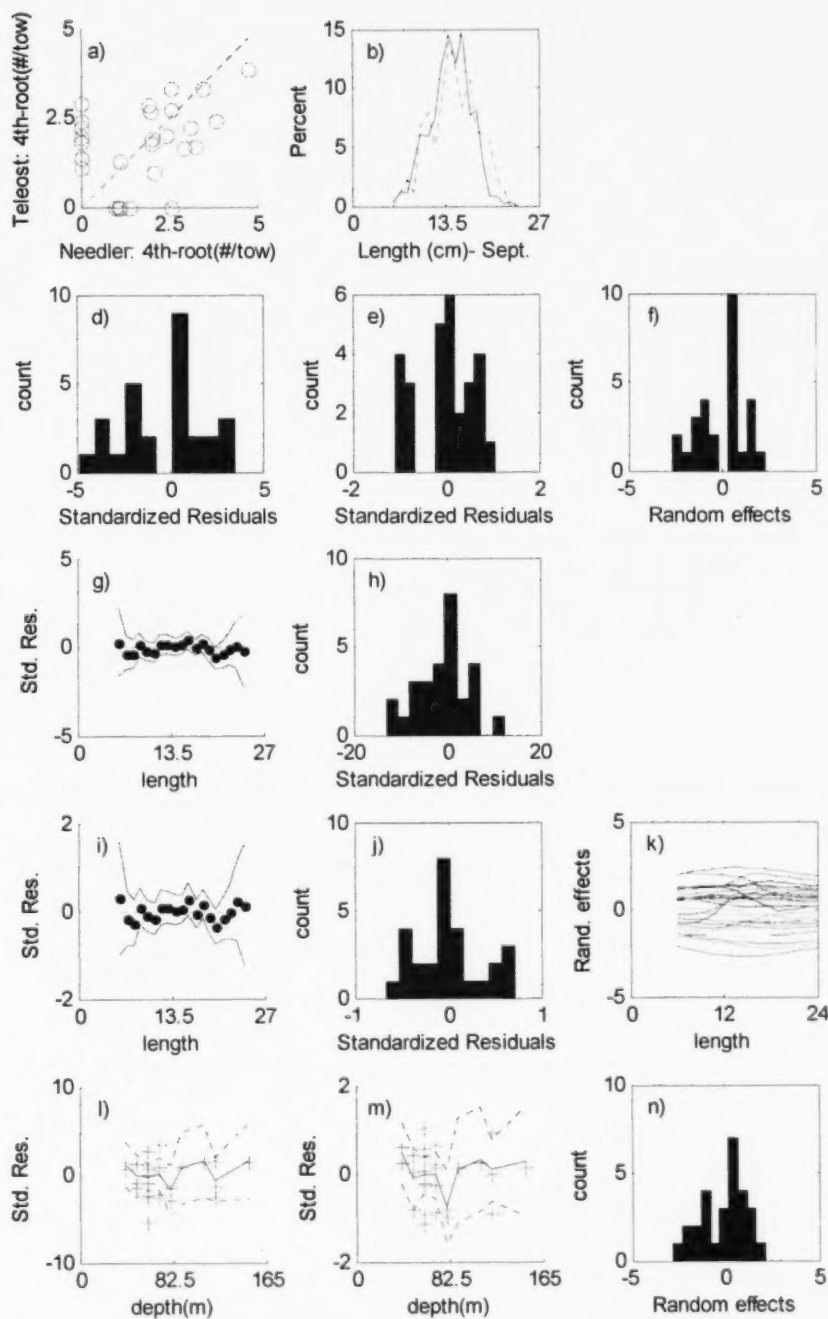 5
a)
2.5
0
0
2.5
5
Teleost: 4th-root(#/tow)
Needler: 4th-root(#/tow)
15
b)
10
5
0
0
13.5
27
Percent
Length (cm)- Sept.
10
d)
5
0
-5
0
5
count
Standardized Residuals
6
e)
4
2
0
-2
0
2
count
Standardized Residuals
10
f)
5
0
-5
0
5
count
Random effects
5
g)
0
-5
0
13.5
27
Std. Res.
length
10
h)
5
0
-20
0
20
count
Standardized Residuals
2
i)
0
-2
0
13.5
27
Std. Res.
length
10
j)
5
0
-1
0
1
count
Standardized Residuals
5
k)
0
-5
0
12
24
Rand. effects
length
10
l)
0
-10
0
82.5
165
Std. Res.
depth(m)
2
m)
0
-2
0
82.5
165
Std. Res.
depth(m)
10
n)
5
0
-5
0
5
count
Random effects